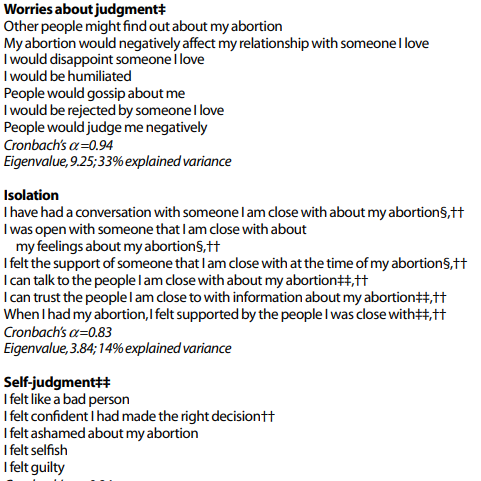 Worries about judgment‡
Other people might find out about my abortion
My abortion would negatively affect my relationship with someone I love
I would disappoint someone I love
I would be humiliated
People would gossip about me
I would be rejected by someone I love
People would judge me negatively
Cronbach's α=0.94
Eigenvalue, 9.25; 33% explained variance
Isolation
I have had a conversation with someone I am close with about my abortion§,††
I was open with someone that I am close with about
my feelings about my abortion§,††
I felt the support of someone that I am close with at the time of my abortion§,††
I can talk to the people I am close with about my abortion‡‡,††
I can trust the people I am close to with information about my abortion‡‡,††
When I had my abortion, I felt supported by the people I was close with‡‡,††
Cronbach's α=0.83
Eigenvalue, 3.84; 14% explained variance
Self-judgment‡‡
I felt like a bad person
I felt confident I had made the right decision††
I felt ashamed about my abortion
I felt selfish
I felt guilty